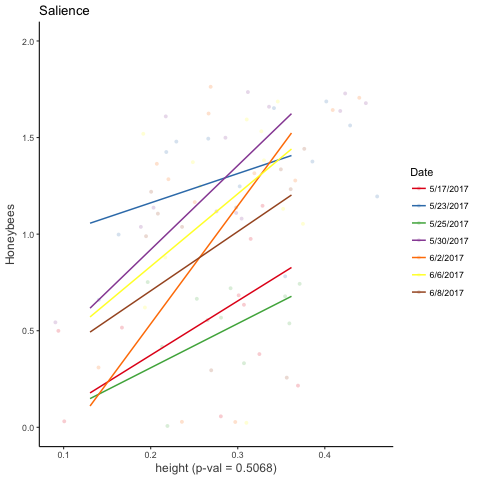 Salience
2.0
1.5
1.0
0.5
0.0
Honeybees
0.1 0.2 0.3 0.4
height (p-val = 0.5068)
Date
5/17/2017
5/23/2017
5/25/2017
5/30/2017
6/2/2017
6/6/2017
6/8/2017